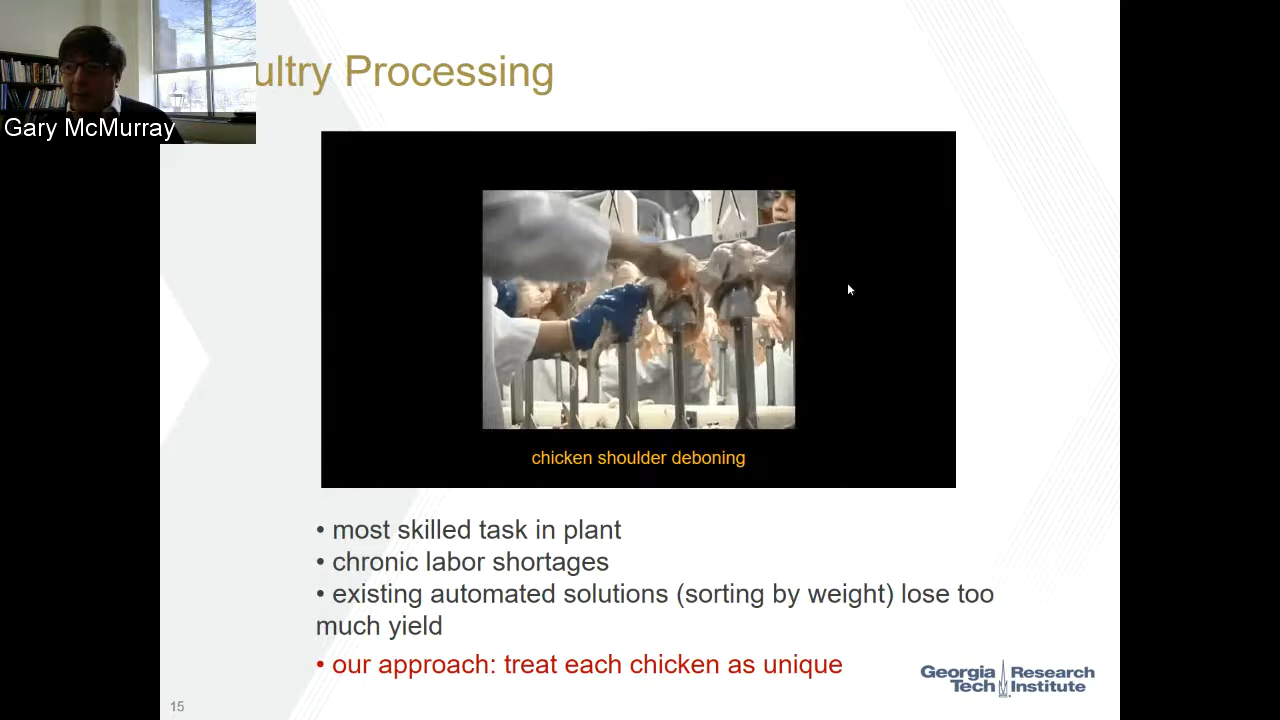 ultry Processing
Gary McMurray
chicken shoulder deboning
• most skilled task in plant
• chronic labor shortages
• existing automated solutions (sorting by weight) lose too
much yield
• our approach: treat each chicken as unique
Georgia Research
Tech Institute
15